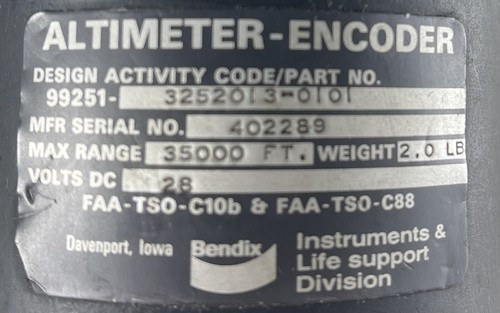 ALTIMETER-ENCODER
DESIGN ACTIVITY CODE/PART NO.
99251- 3252013-0101
MFR SERIAL NO. 402289
MAX RANGE 35000 FT. WEIGHT 2.0 LB
VOLTS DC 28
FAA-TSO-C10b & FAA-TSO-C88
Davenport, Iowa Bendix Instruments &
Life support
Division